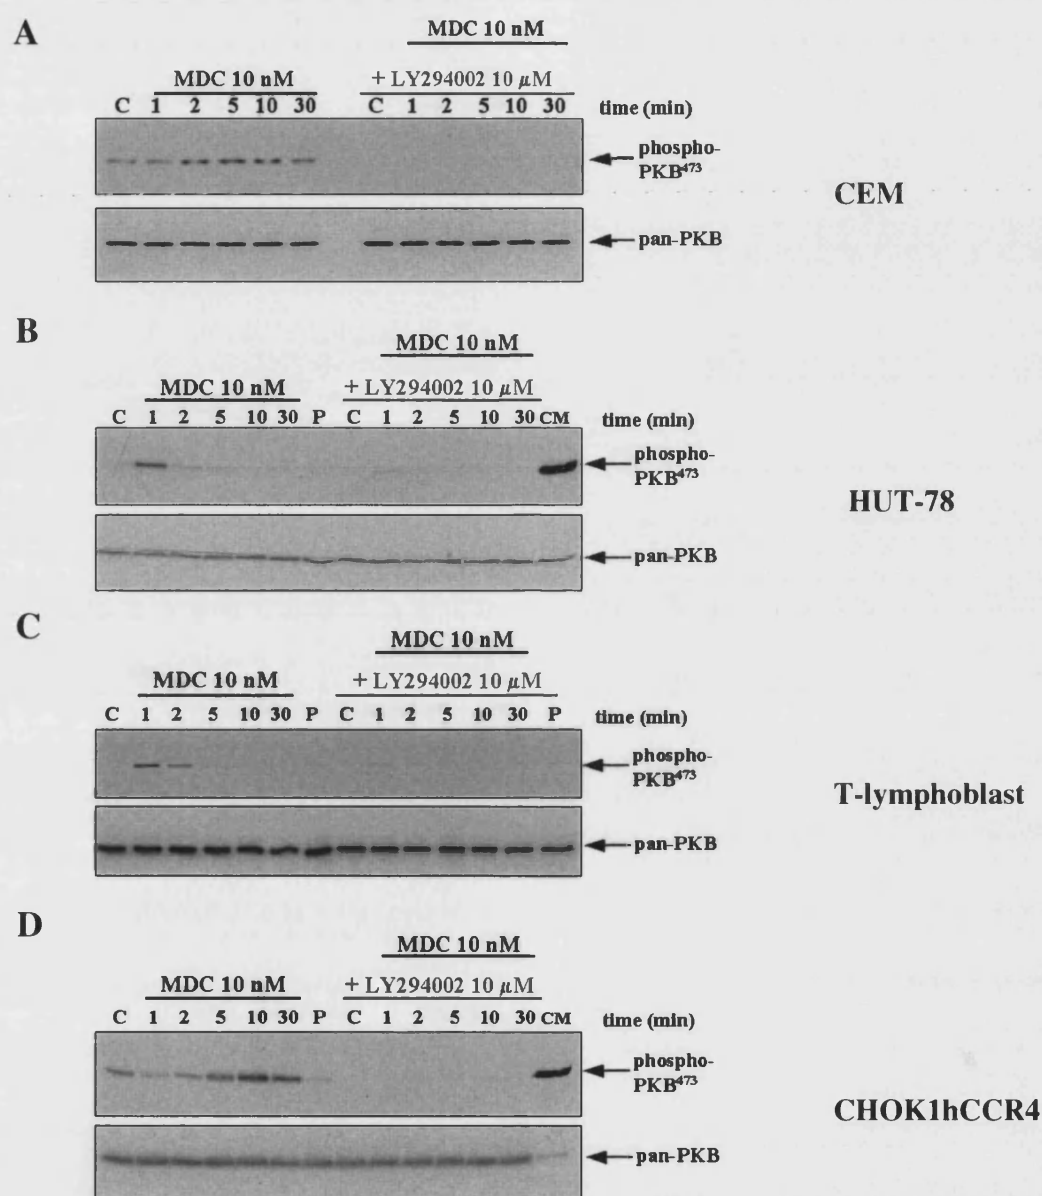 A
MDC 10 nM
MDC 10 nM
+ LY294002 10 μM
C 1 2 5 10 30 C 1 2 5 10 30 time (min)
phospho-
PKB473
CEM
pan-PKB
B
MDC 10 nM
MDC 10 nM
+ LY294002 10 μM
C 1 2 5 10 30 P C 1 2 5 10 30 CM time (min)
phospho-
PKB473
HUT-78
pan-PKB
C
MDC 10 nM
MDC 10 nM
+ LY294002 10 μM
C 1 2 5 10 30 P C 1 2 5 10 30 P time (min)
phospho-
PKB473
T-lymphoblast
pan-PKB
D
MDC 10 nM
MDC 10 nM
+ LY294002 10 μM
C 1 2 5 10 30 P C 1 2 5 10 30 CM time (min)
phospho-
PKB473
CHOK1hCCR4
pan-PKB